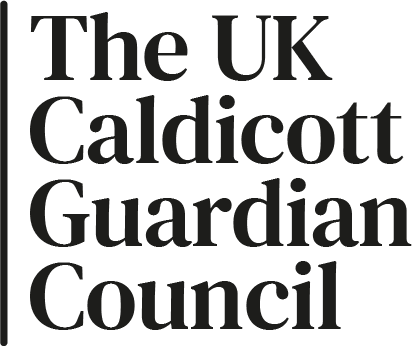 The UK
Caldicott
Guardian
Council